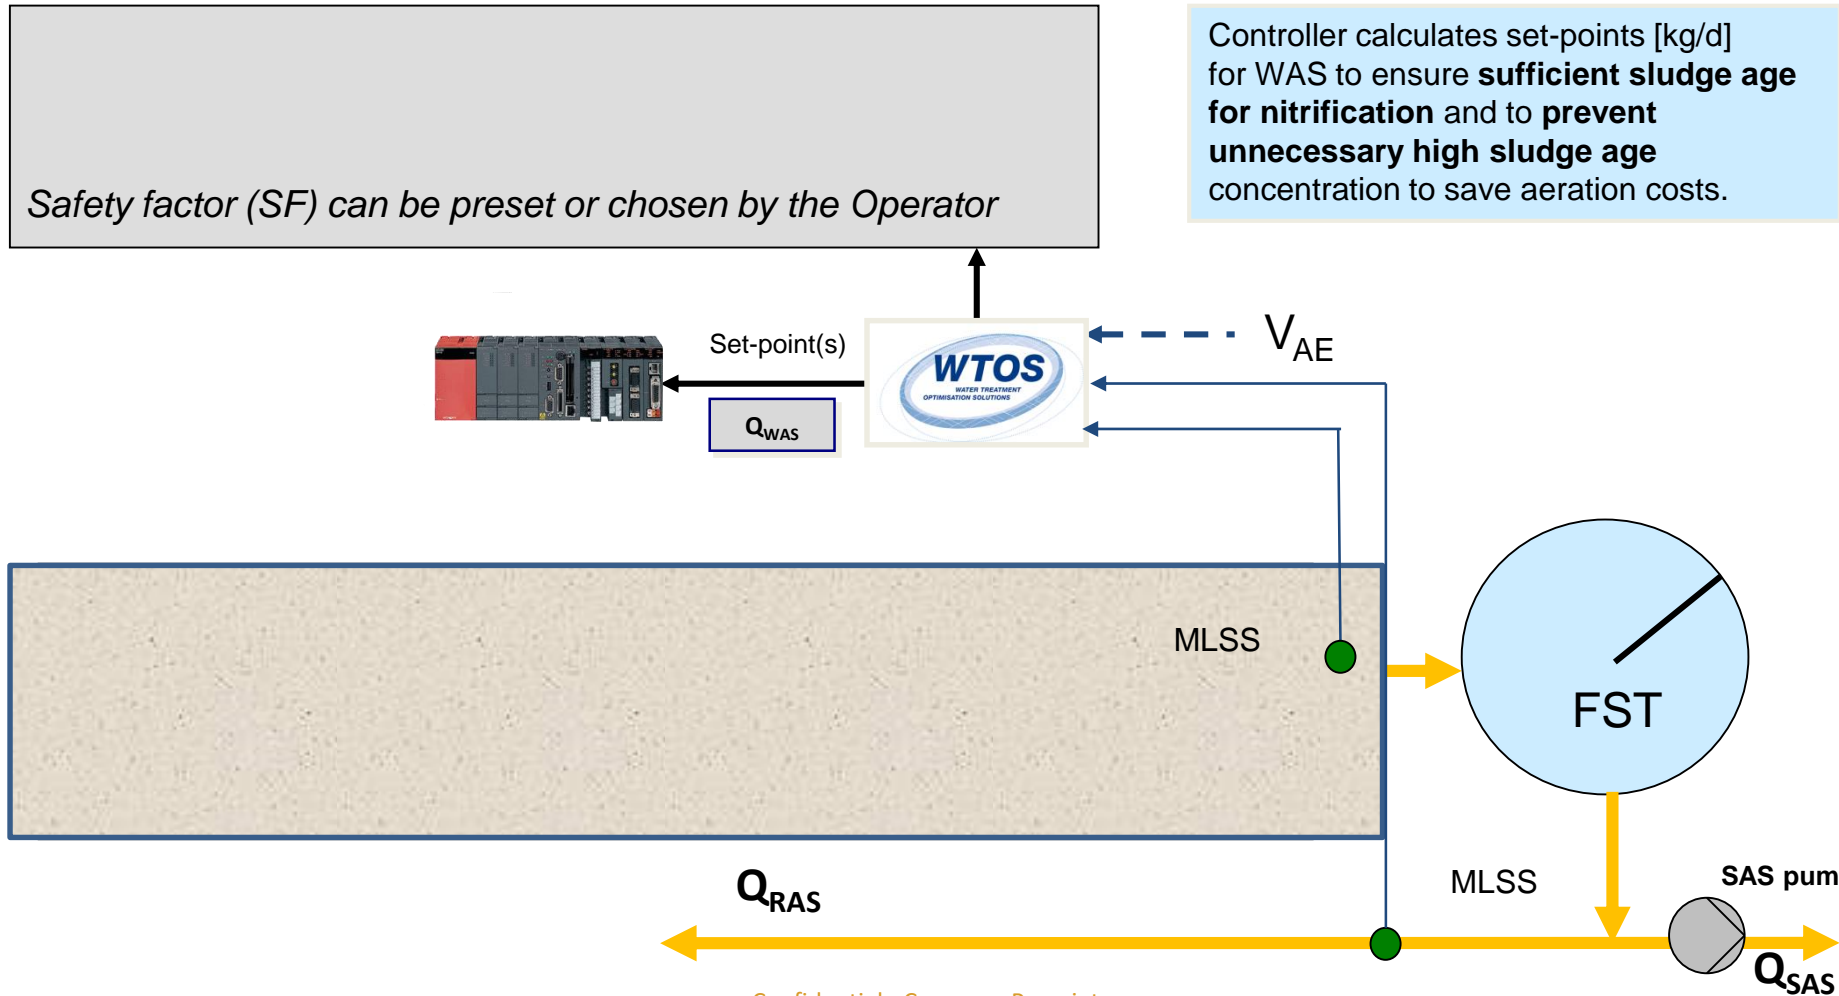 Controller calculates set-points [kg/d]
for WAS to ensure sufficient sludge age
for nitrification and to prevent
unnecessary high sludge age
concentration to save aeration costs.
Safety factor (SF) can be preset or chosen by the Operator
Set-point(s)
WTOS
WATER TREATMENT
OPTIMISATION SOLUTIONS
VAE
QWAS
MLSS
FST
QRAS
MLSS
SAS pum
QSAS